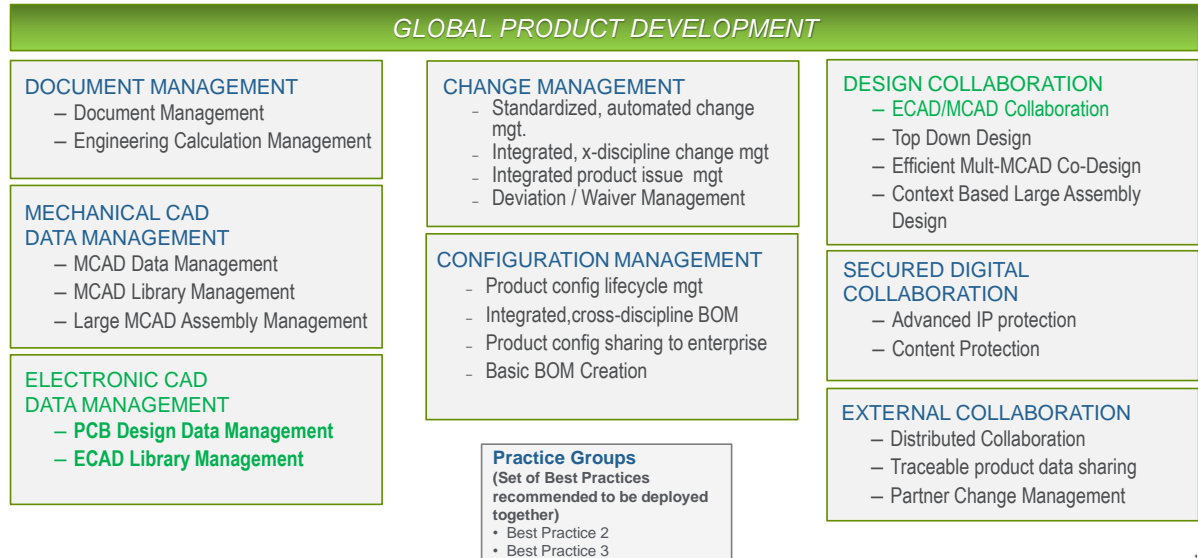 GLOBAL PRODUCT DEVELOPMENT
DOCUMENT MANAGEMENT
– Document Management
– Engineering Calculation Management
MECHANICAL CAD
DATA MANAGEMENT
– MCAD Data Management
– MCAD Library Management
– Large MCAD Assembly Management
ELECTRONIC CAD
DATA MANAGEMENT
– PCB Design Data Management
– ECAD Library Management
CHANGE MANAGEMENT
– Standardized, automated change
mgt.
– Integrated, x-discipline change mgt
– Integrated product issue mgt
– Deviation / Waiver Management
CONFIGURATION MANAGEMENT
– Product config lifecycle mgt
– Integrated,cross-discipline BOM
– Product config sharing to enterprise
– Basic BOM Creation
Practice Groups
(Set of Best Practices
recommended to be deployed
together)
• Best Practice 2
• Best Practice 3
DESIGN COLLABORATION
– ECAD/MCAD Collaboration
– Top Down Design
– Efficient Mult-MCAD Co-Design
– Context Based Large Assembly
Design
SECURED DIGITAL
COLLABORATION
– Advanced IP protection
– Content Protection
EXTERNAL COLLABORATION
– Distributed Collaboration
– Traceable product data sharing
– Partner Change Management